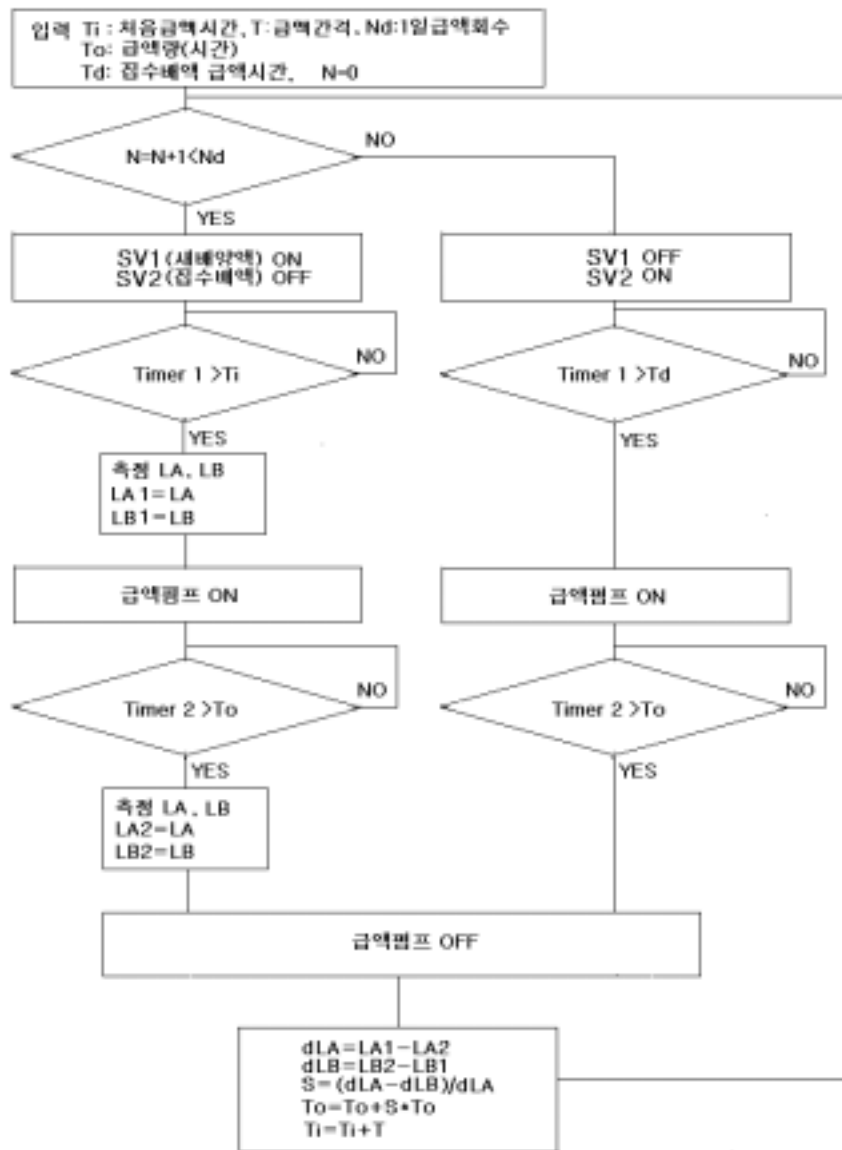 입력 Ti : 처음급액시간, T:급액간격, Nd:1일급액회수
To: 급액량(시간)
Td: 집수배액 급액시간, N=0
N=N+1<Nd
NO
YES
SV1(새배양액) ON
SV2(집수배액) OFF
SV1 OFF
SV2 ON
Timer 1 >Ti
NO
Timer 1 >Td
NO
YES
YES
측정 LA, LB
LA1=LA
LB1=LB
급액펌프 ON
급액펌프 ON
Timer 2 >To
NO
Timer 2 >To
NO
YES
YES
측정 LA, LB
LA2=LA
LB2=LB
급액펌프 OFF
dLA=LA1-LA2
dLB=LB2-LB1
S=(dLA-dLB)/dLA
To=To+S*To
Ti=Ti+T